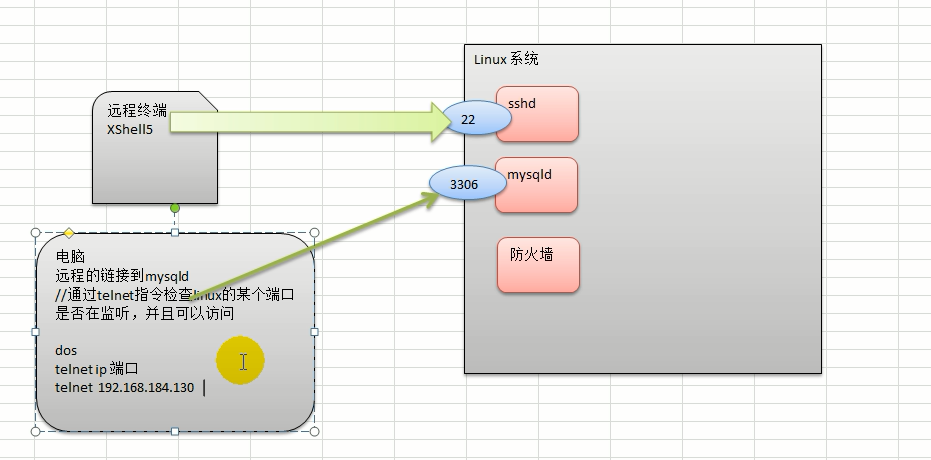 远程终端
XShell5
Linux 系统
sshd
22
mysqld
3306
防火墙
电脑
远程的链接到mysqld
//通过telnet指令检查linux的某个端口
是否在监听，并且可以访问
dos
telnet ip 端口
telnet 192.168.184.130